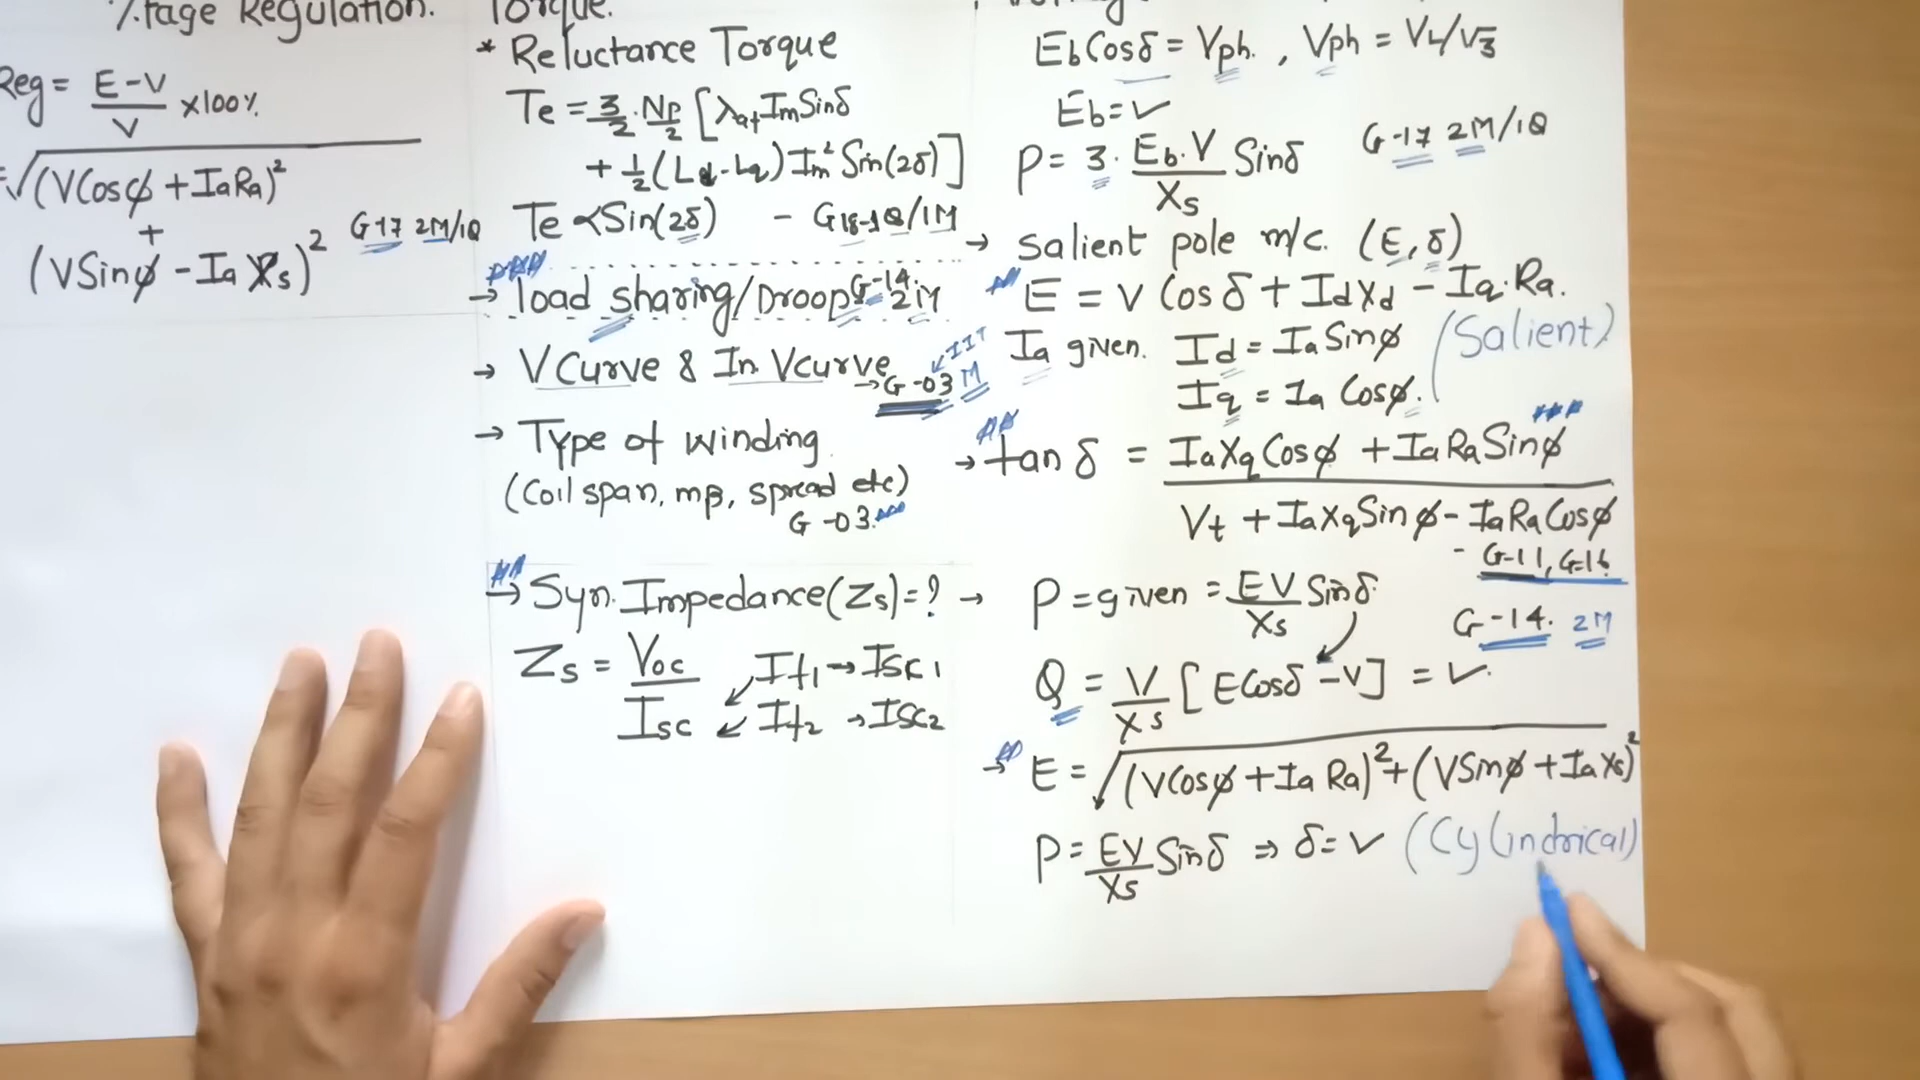 %.tage Regulation.
Reg = E-V/V ×100%
= √(VCosφ + IaRa)²
+
(VSinφ - IaXs)²
G-17 2M/1Q
Torque.
* Reluctance Torque
Te = 3/2 · Np/2 [λaf Im Sinδ
+ 1/2 (Ld - Lq) Im² Sin(2δ)]
Te ∝ Sin(2δ) - G18-1Q/1M
→ load sharing/Droop G-14. 2M
→ V Curve & In. Vcurve
→ G-03 M IIT
→ Type of winding
(Coil span, mβ, spread etc)
G-03.
→ Syn. Impedance (Zs) = ? →
Zs = Voc/Isc
If1 → Isc1
If2 → Isc2
Eb Cosδ = Vph. , Vph = VL/√3
Eb = ✓
P = 3 · Eb.V/Xs Sinδ
G-17 2M/1Q
→ Salient pole m/c. (E, δ)
E = V Cosδ + IdXd - Iq.Ra.
Ia given. Id = Ia Sinφ (Salient)
Iq = Ia Cosφ.
→ tan δ = IaXqCosφ + IaRaSinφ
Vt + IaXqSinφ - IaRaCosφ
- G-11, G-16
P = given = EV/Xs Sinδ
G-14. 2M
Q = V/Xs [ECosδ - V] = ✓.
→ E = √(VCosφ + IaRa)² + (VSinφ + IaXs)²
P = EV/Xs Sinδ ⇒ δ = ✓ (Cylindrical)